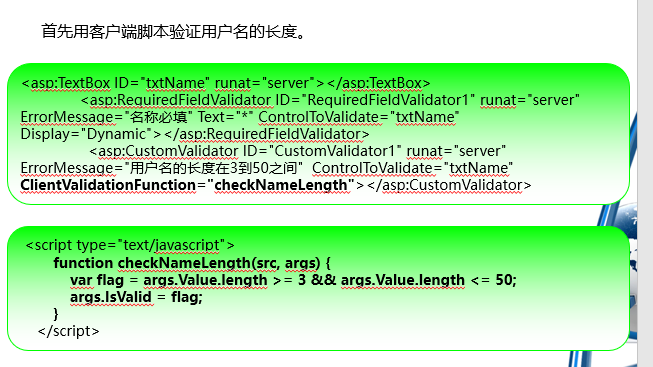 首先用客户端脚本验证用户名的长度。
<asp:TextBox ID="txtName" runat="server"></asp:TextBox>
<asp:RequiredFieldValidator ID="RequiredFieldValidator1" runat="server"
ErrorMessage="名称必填" Text="*" ControlToValidate="txtName"
Display="Dynamic"></asp:RequiredFieldValidator>
<asp:CustomValidator ID="CustomValidator1" runat="server"
ErrorMessage="用户名的长度在3到50之间" ControlToValidate="txtName"
ClientValidationFunction="checkNameLength"></asp:CustomValidator>
<script type="text/javascript">
function checkNameLength(src, args) {
var flag = args.Value.length >= 3 && args.Value.length <= 50;
args.IsValid = flag;
}
</script>